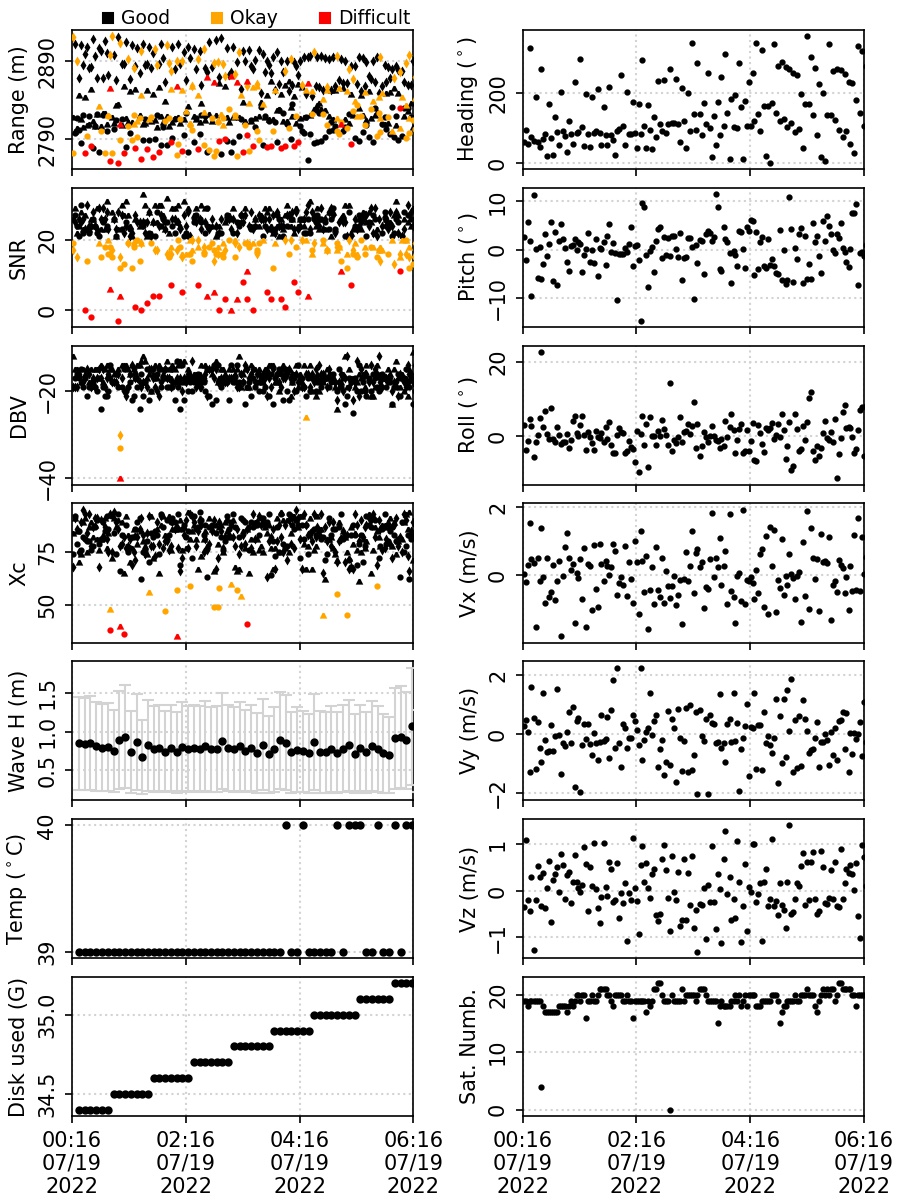 Good Okay Difficult
Range (m)
2890
2790
Heading (°)
200
0
SNR
20
0
Pitch (°)
10
0
−10
DBV
−20
−40
Roll (°)
20
0
Xc
75
50
Vx (m/s)
2
0
Wave H (m)
1.5
1.0
0.5
Vy (m/s)
2
0
−2
Temp (°C)
40
39
Vz (m/s)
1
0
−1
Disk used (G)
35.0
34.5
Sat. Numb.
20
10
0
00:16 02:16 04:16 06:16 00:16 02:16 04:16 06:16
07/19 07/19 07/19 07/19 07/19 07/19 07/19 07/19
2022 2022 2022 2022 2022 2022 2022 2022